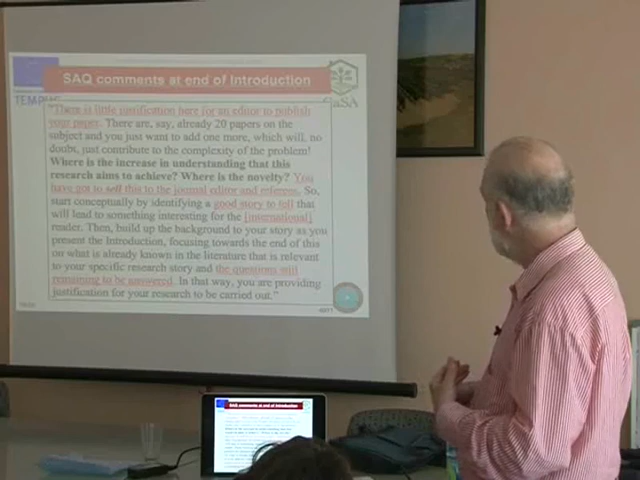 SAQ comments at end of Introduction
TEMPUS
CaSA
"There is little justification here for an editor to publish
your paper. There are, say, already 20 papers on the
subject and you just want to add one more, which will, no
doubt, just contribute to the complexity of the problem!
Where is the increase in understanding that this
research aims to achieve? Where is the novelty? You
have got to sell this to the journal editor and referees. So,
start conceptually by identifying a good story to tell that
will lead to something interesting for the [international]
reader. Then, build up the background to your story as you
present the Introduction, focusing towards the end of this
on what is already known in the literature that is relevant
to your specific research story and the questions still
remaining to be answered. In that way, you are providing
justification for your research to be carried out."
SAQ comments at end of Introduction